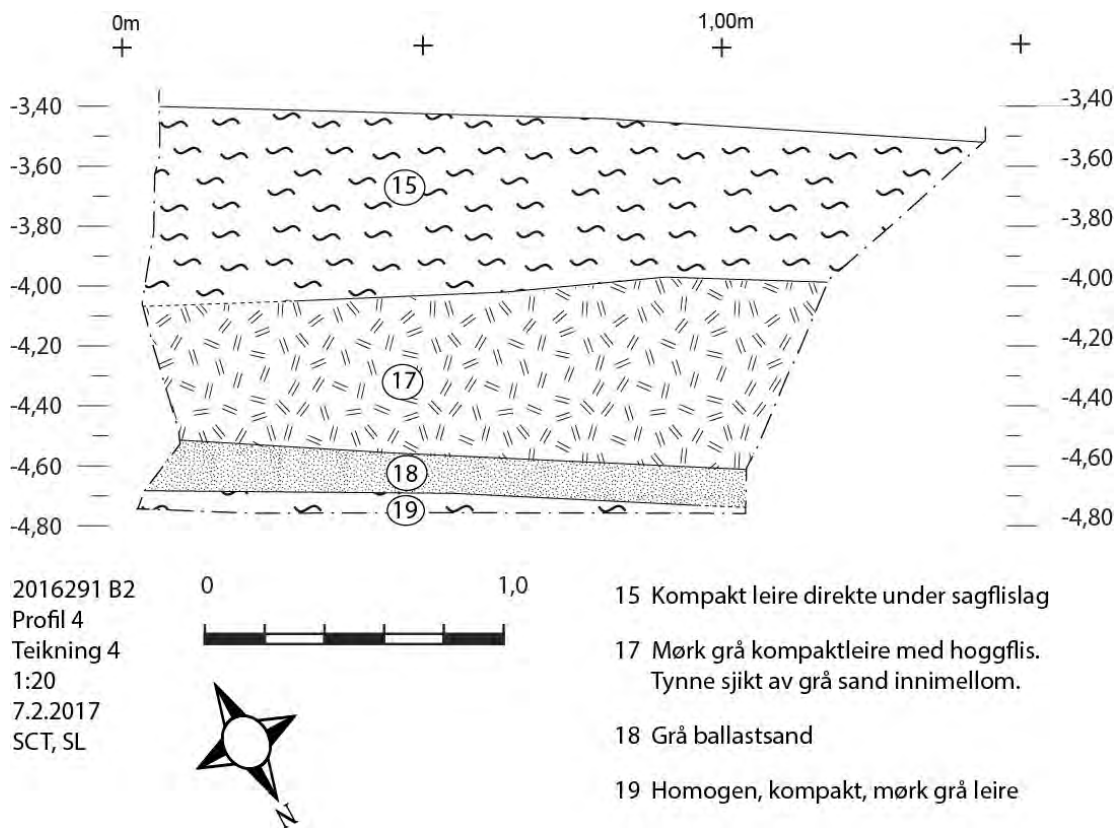 0m 1,00m
-3,40 -3,40
-3,60 -3,60
15
-3,80 -3,80
-4,00 -4,00
-4,20 -4,20
17
-4,40 -4,40
-4,60 -4,60
18
19
-4,80 -4,80
2016291 B2
Profil 4
Teikning 4
1:20
7.2.2017
SCT, SL
0 1,0
N
15 Kompakt leire direkte under sagflislag
17 Mørk grå kompaktleire med hoggflis.
Tynne sjikt av grå sand innimellom.
18 Grå ballastsand
19 Homogen, kompakt, mørk grå leire